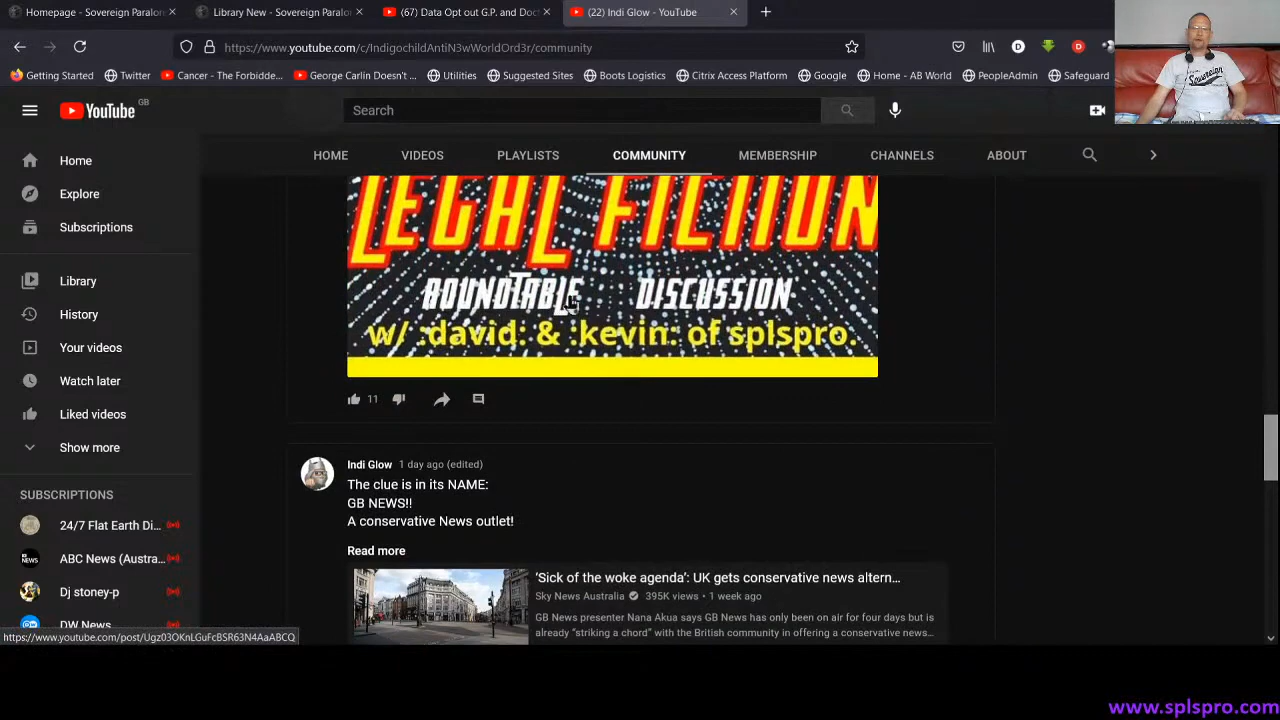 Homepage - Sovereign Paralon
Library New - Sovereign Paralon
(67) Data Opt out G.P. and Doct
(22) Indi Glow - YouTube
https://www.youtube.com/c/IndigochildAntiN3wWorldOrd3r/community
Getting Started
Twitter
Cancer - The Forbidde...
George Carlin Doesn't ...
Utilities
Suggested Sites
Boots Logistics
Citrix Access Platform
Google
Home - AB World
PeopleAdmin
Safeguard
Sovereign
YouTube GB
Search
HOME
VIDEOS
PLAYLISTS
COMMUNITY
MEMBERSHIP
CHANNELS
ABOUT
Home
Explore
Subscriptions
Library
History
Your videos
Watch later
Liked videos
Show more
SUBSCRIPTIONS
24/7 Flat Earth Di...
ABC News (Austra...
Dj stoney-p
DW News
LEGAL FICTION
ROUNDTABLE DISCUSSION
w/ :david: & :kevin: of splspro.
11
Indi Glow 1 day ago (edited)
The clue is in its NAME:
GB NEWS!!
A conservative News outlet!
Read more
'Sick of the woke agenda': UK gets conservative news altern...
Sky News Australia 395K views • 1 week ago
GB News presenter Nana Akua says GB News has only been on air for four days but is
already "striking a chord" with the British community in offering a conservative news...
https://www.youtube.com/post/Ugz03OKnLGuFcBSR63N4AaABCQ
www.splspro.com